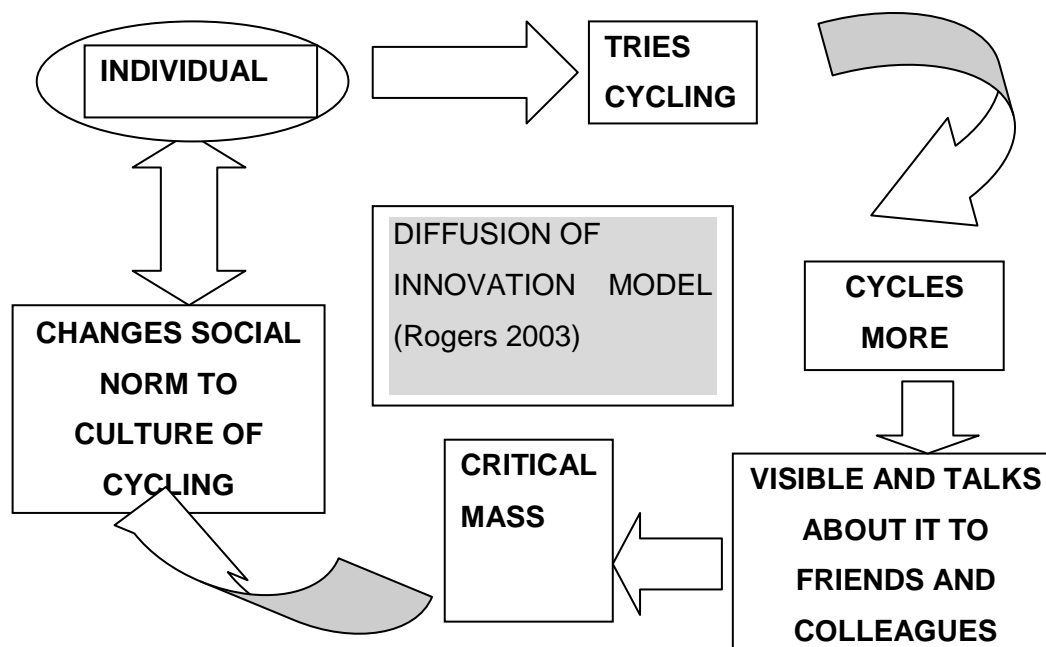 INDIVIDUAL
TRIES
CYCLING
DIFFUSION OF
INNOVATION MODEL
(Rogers 2003)
CYCLES
MORE
CHANGES SOCIAL
NORM TO
CULTURE OF
CYCLING
CRITICAL
MASS
VISIBLE AND TALKS
ABOUT IT TO
FRIENDS AND
COLLEAGUES